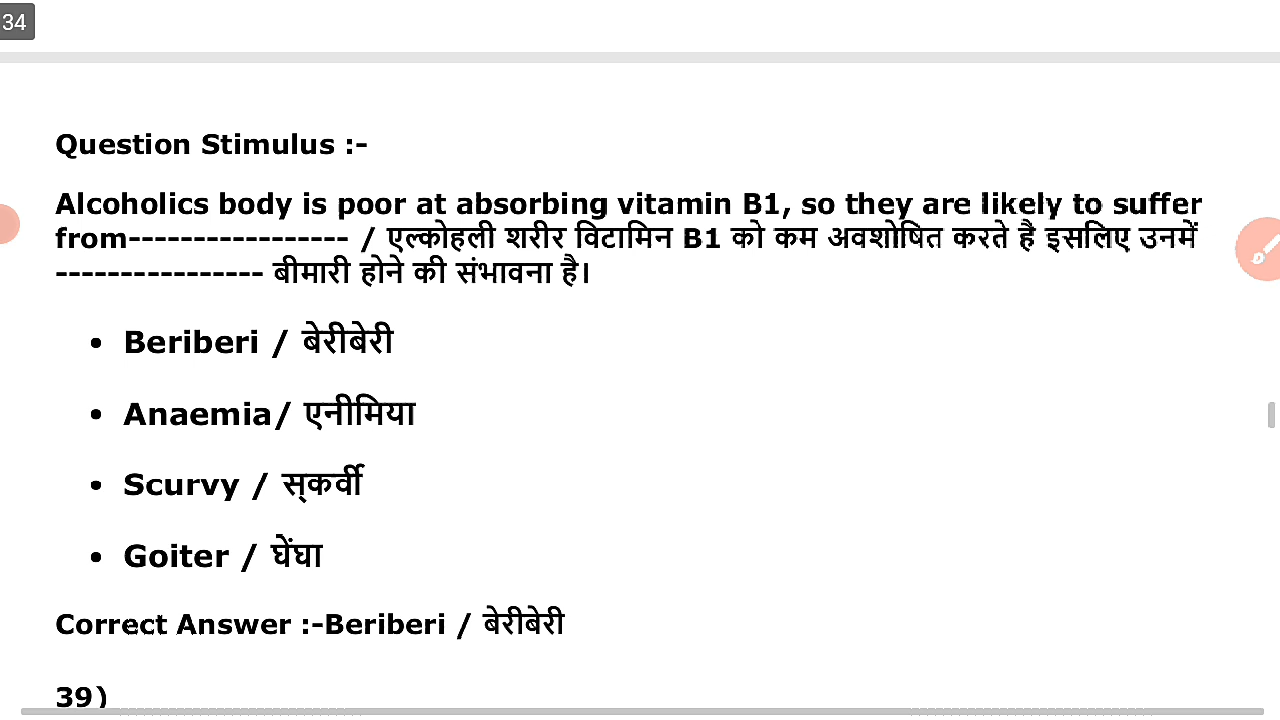 34
Question Stimulus :-
Alcoholics body is poor at absorbing vitamin B1, so they are likely to suffer
from----------------- / एल्कोहली शरीर विटामिन B1 को कम अवशोषित करते है इसलिए उनमें
---------------- बीमारी होने की संभावना है।
• Beriberi / बेरीबेरी
• Anaemia/ एनीमिया
• Scurvy / स्कर्वी
• Goiter / घेंघा
Correct Answer :-Beriberi / बेरीबेरी
39)